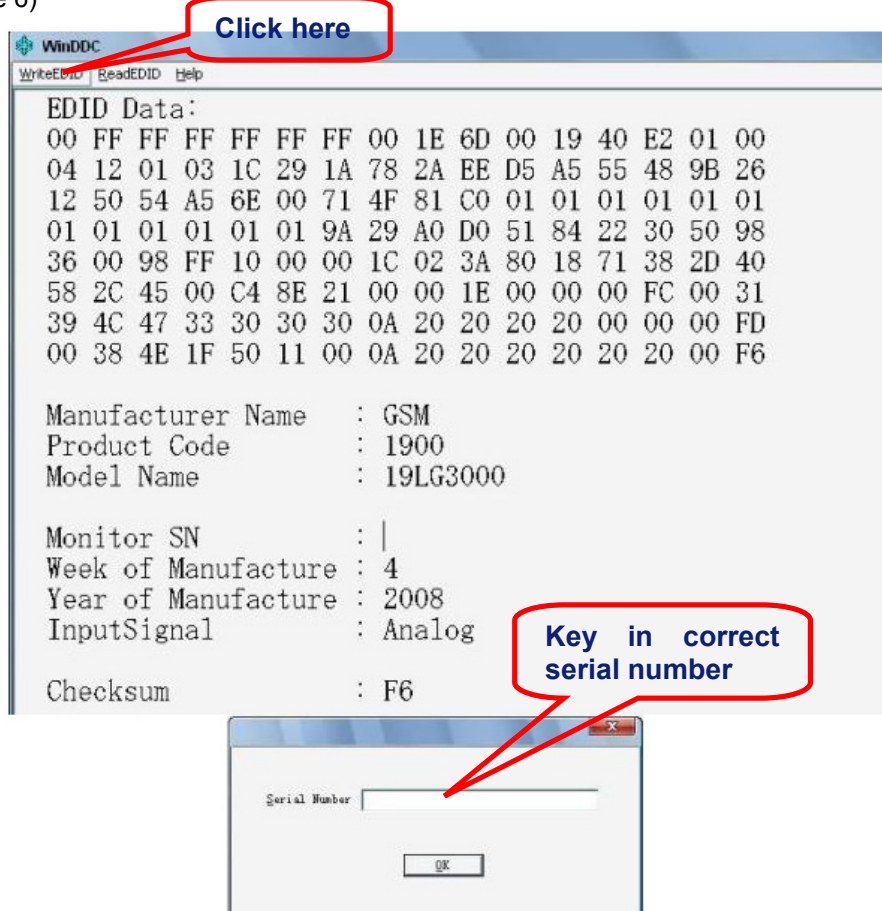 e 6)
Click here
WinDDC
WriteEDID ReadEDID Help
EDID Data:
00 FF FF FF FF FF FF 00 1E 6D 00 19 40 E2 01 00
04 12 01 03 1C 29 1A 78 2A EE D5 A5 55 48 9B 26
12 50 54 A5 6E 00 71 4F 81 C0 01 01 01 01 01 01
01 01 01 01 01 01 9A 29 A0 D0 51 84 22 30 50 98
36 00 98 FF 10 00 00 1C 02 3A 80 18 71 38 2D 40
58 2C 45 00 C4 8E 21 00 00 1E 00 00 00 FC 00 31
39 4C 47 33 30 30 30 0A 20 20 20 20 00 00 00 FD
00 38 4E 1F 50 11 00 0A 20 20 20 20 20 20 00 F6
Manufacturer Name : GSM
Product Code : 1900
Model Name : 19LG3000
Monitor SN :
Week of Manufacture : 4
Year of Manufacture : 2008
InputSignal : Analog
Key in correct
serial number
Checksum : F6
Serial Number
OK